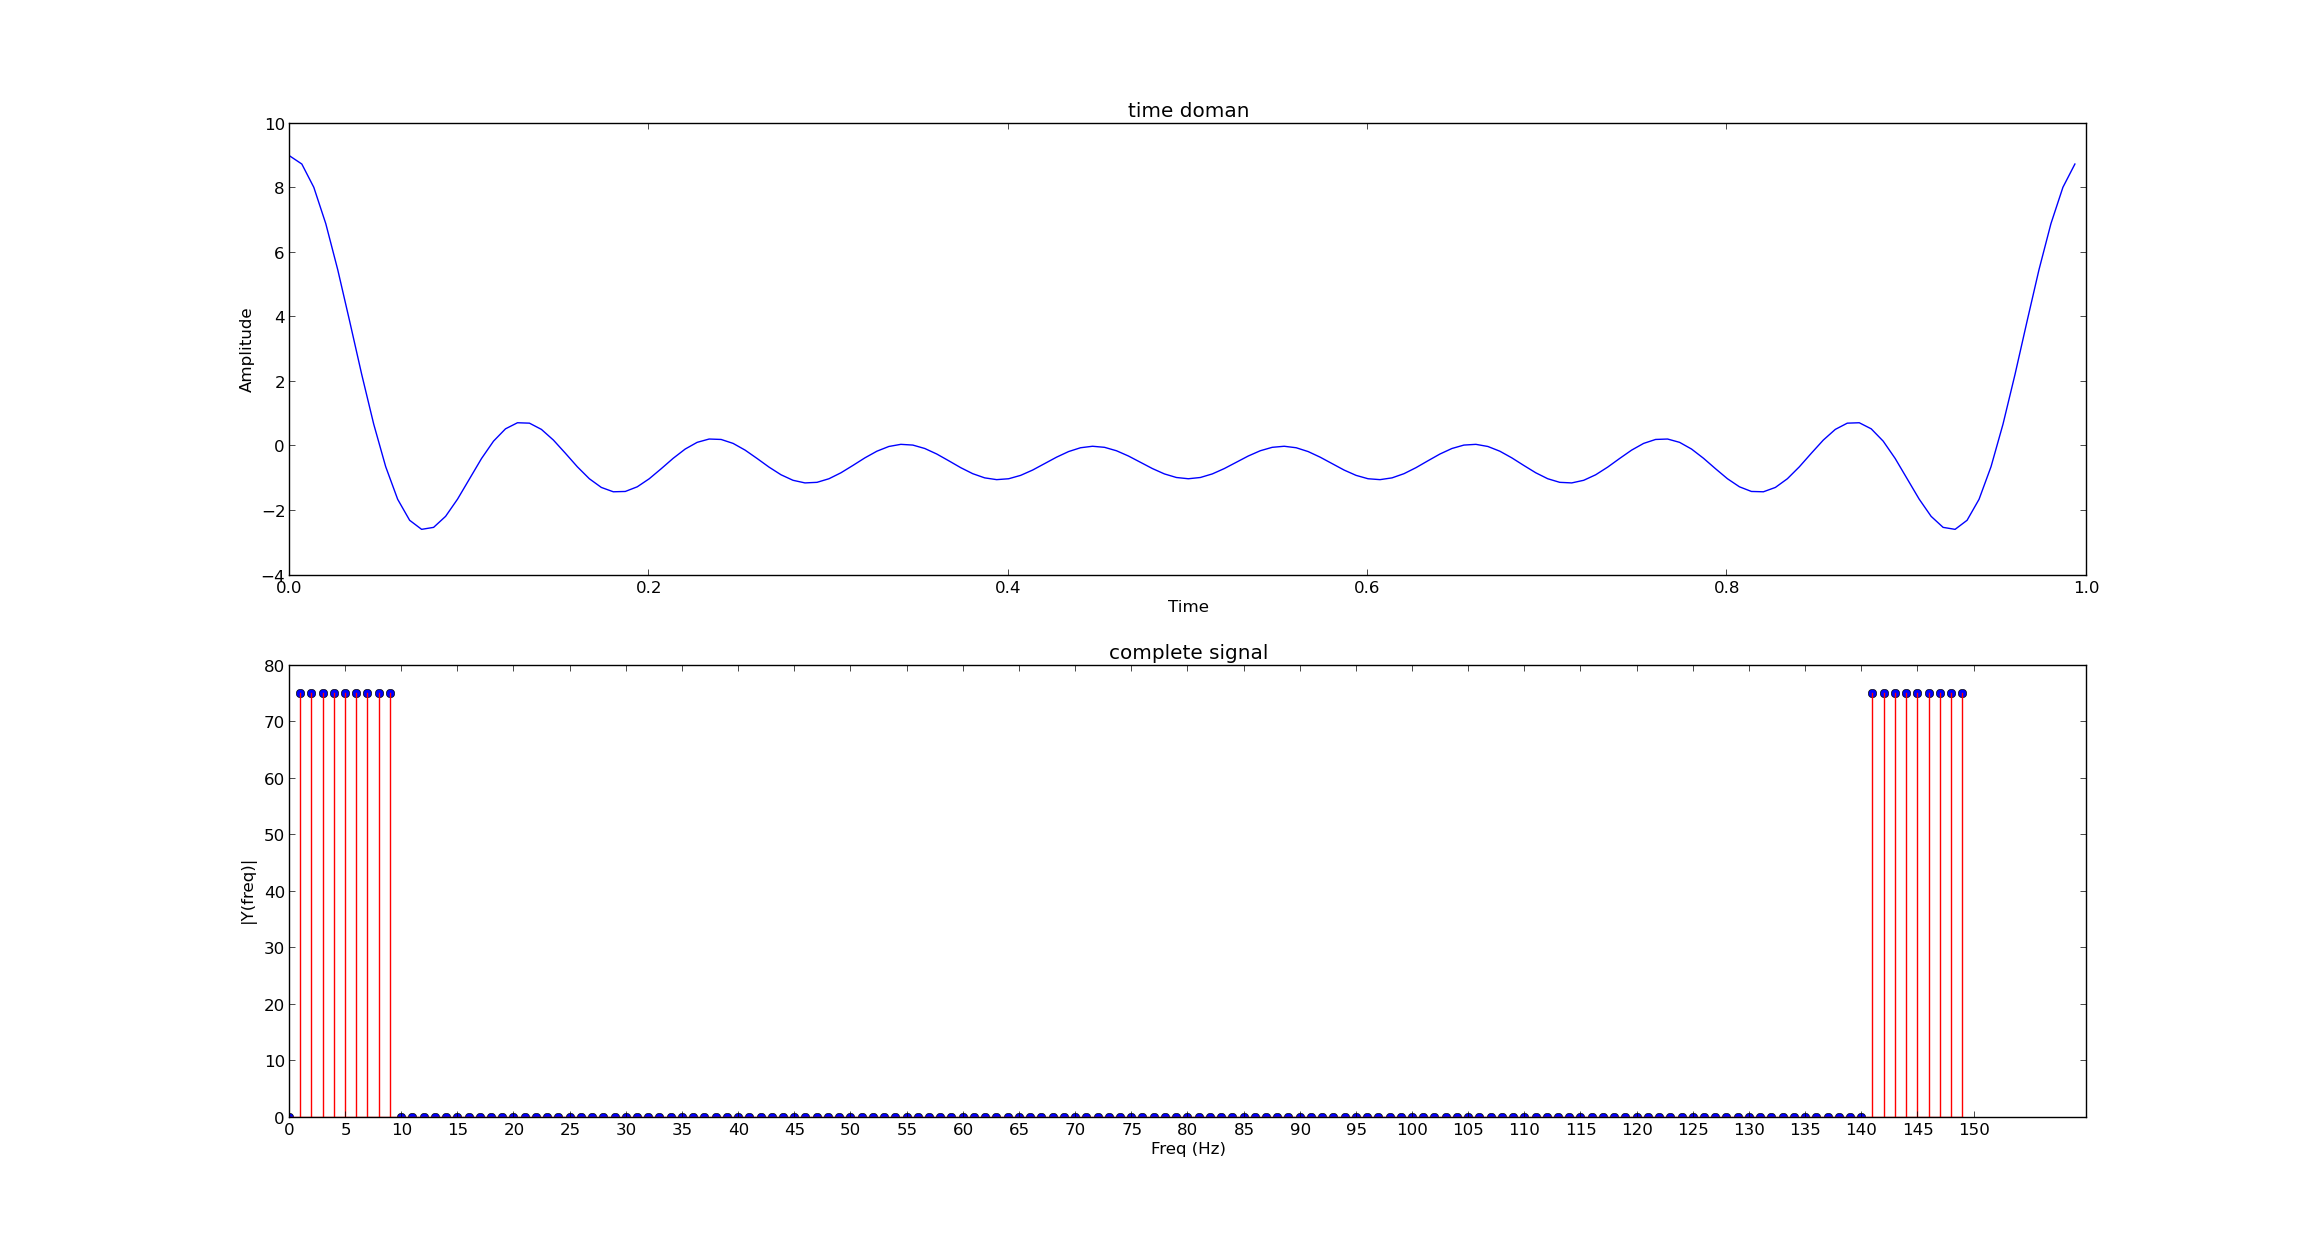 time doman
10
8
6
4
2
0
−2
−4
Amplitude
0.0 0.2 0.4 0.6 0.8 1.0
Time
complete signal
80
70
60
50
40
30
20
10
0
|Y(freq)|
0 5 10 15 20 25 30 35 40 45 50 55 60 65 70 75 80 85 90 95 100 105 110 115 120 125 130 135 140 145 150
Freq (Hz)